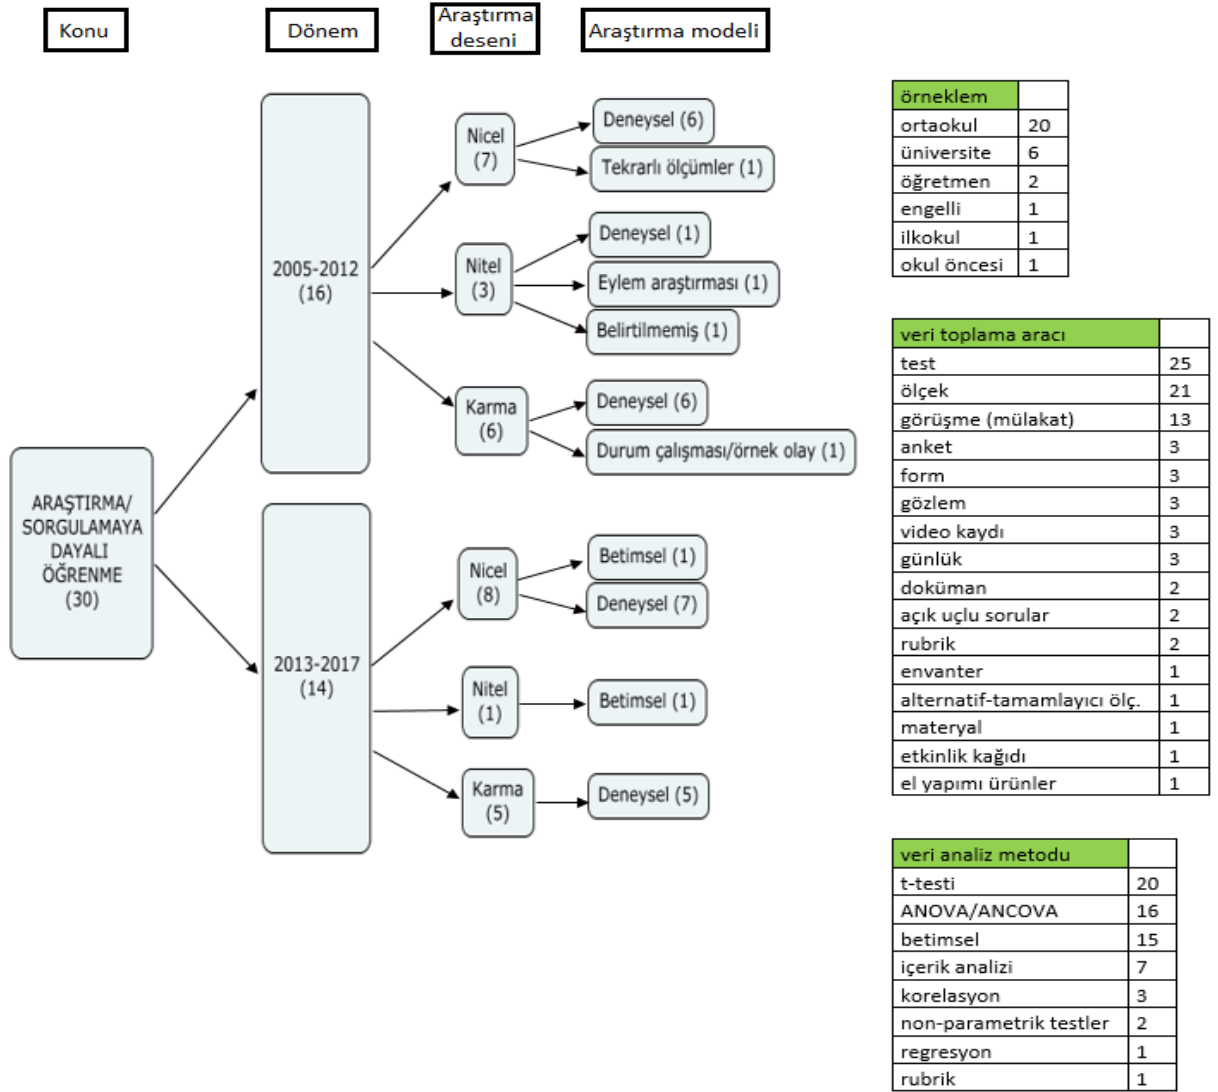 Konu
Dönem
Araştırma
deseni
Araştırma modeli
ARAŞTIRMA/
SORGULAMAYA
DAYALI
ÖĞRENME
(30)
2005-2012
(16)
Nicel
(7)
Deneysel (6)
Tekrarlı ölçümler (1)
Nitel
(3)
Deneysel (1)
Eylem araştırması (1)
Belirtilmemiş (1)
Karma
(6)
Deneysel (6)
Durum çalışması/örnek olay (1)
2013-2017
(14)
Nicel
(8)
Betimsel (1)
Deneysel (7)
Nitel
(1)
Betimsel (1)
Karma
(5)
Deneysel (5)
örneklem
ortaokul 20
üniversite 6
öğretmen 2
engelli 1
ilkokul 1
okul öncesi 1
veri toplama aracı
test 25
ölçek 21
görüşme (mülakat) 13
anket 3
form 3
gözlem 3
video kaydı 3
günlük 3
doküman 2
açık uçlu sorular 2
rubrik 2
envanter 1
alternatif-tamamlayıcı ölç. 1
materyal 1
etkinlik kağıdı 1
el yapımı ürünler 1
veri analiz metodu
t-testi 20
ANOVA/ANCOVA 16
betimsel 15
içerik analizi 7
korelasyon 3
non-parametrik testler 2
regresyon 1
rubrik 1